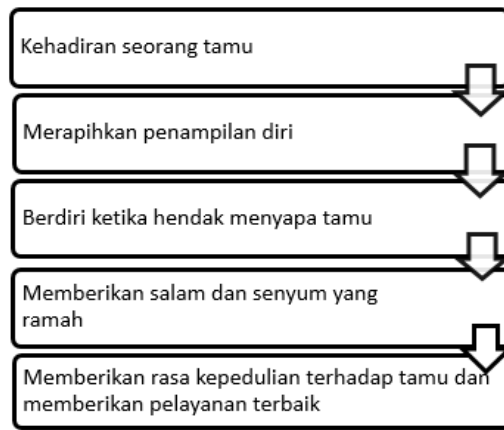 Kehadiran seorang tamu
Merapihkan penampilan diri
Berdiri ketika hendak menyapa tamu
Memberikan salam dan senyum yang
ramah
Memberikan rasa kepedulian terhadap tamu dan
memberikan pelayanan terbaik